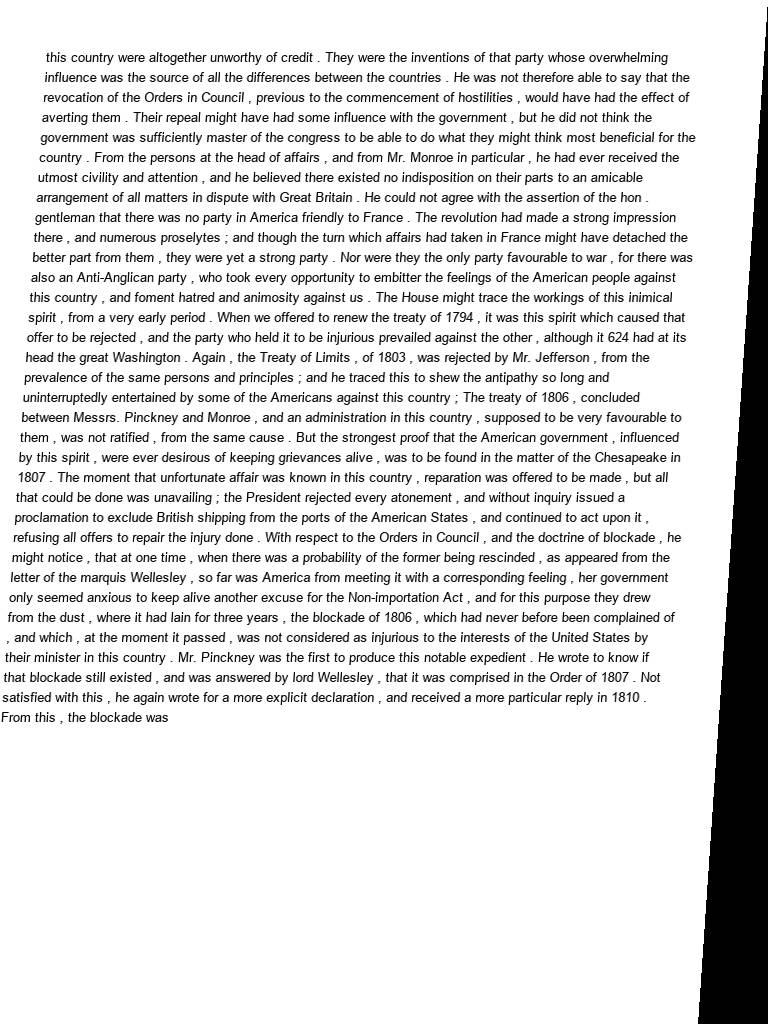 this country were altogether unworthy of credit . They were the inventions of that party whose overwhelming
influence was the source of all the differences between the countries . He was not therefore able to say that the
revocation of the Orders in Council , previous to the commencement of hostilities , would have had the effect of
averting them . Their repeal might have had some influence with the government , but he did not think the
government was sufficiently master of the congress to be able to do what they might think most beneficial for the
country . From the persons at the head of affairs , and from Mr. Monroe in particular , he had ever received the
utmost civility and attention , and he believed there existed no indisposition on their parts to an amicable
arrangement of all matters in dispute with Great Britain . He could not agree with the assertion of the hon .
gentleman that there was no party in America friendly to France . The revolution had made a strong impression
there , and numerous proselytes ; and though the turn which affairs had taken in France might have detached the
better part from them , they were yet a strong party . Nor were they the only party favourable to war , for there was
also an Anti-Anglican party , who took every opportunity to embitter the feelings of the American people against
this country , and foment hatred and animosity against us . The House might trace the workings of this inimical
spirit , from a very early period . When we offered to renew the treaty of 1794 , it was this spirit which caused that
offer to be rejected , and the party who held it to be injurious prevailed against the other , although it 624 had at its
head the great Washington . Again , the Treaty of Limits , of 1803 , was rejected by Mr. Jefferson , from the
prevalence of the same persons and principles ; and he traced this to shew the antipathy so long and
uninterruptedly entertained by some of the Americans against this country ; The treaty of 1806 , concluded
between Messrs. Pinckney and Monroe , and an administration in this country , supposed to be very favourable to
them , was not ratified , from the same cause . But the strongest proof that the American government , influenced
by this spirit , were ever desirous of keeping grievances alive , was to be found in the matter of the Chesapeake in
1807 . The moment that unfortunate affair was known in this country , reparation was offered to be made , but all
that could be done was unavailing ; the President rejected every atonement , and without inquiry issued a
proclamation to exclude British shipping from the ports of the American States , and continued to act upon it ,
refusing all offers to repair the injury done . With respect to the Orders in Council , and the doctrine of blockade , he
might notice , that at one time , when there was a probability of the former being rescinded , as appeared from the
letter of the marquis Wellesley , so far was America from meeting it with a corresponding feeling , her government
only seemed anxious to keep alive another excuse for the Non-importation Act , and for this purpose they drew
from the dust , where it had lain for three years , the blockade of 1806 , which had never before been complained of
, and which , at the moment it passed , was not considered as injurious to the interests of the United States by
their minister in this country . Mr. Pinckney was the first to produce this notable expedient . He wrote to know if
that blockade still existed , and was answered by lord Wellesley , that it was comprised in the Order of 1807 . Not
satisfied with this , he again wrote for a more explicit declaration , and received a more particular reply in 1810 .
From this , the blockade was